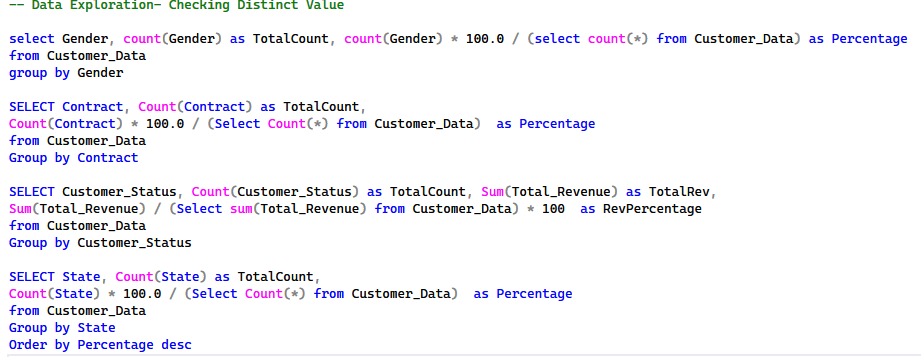 -- Data Exploration- Checking Distinct Value
select Gender, count(Gender) as TotalCount, count(Gender) * 100.0 / (select count(*) from Customer_Data) as Percentage
from Customer_Data
group by Gender
SELECT Contract, Count(Contract) as TotalCount,
Count(Contract) * 100.0 / (Select Count(*) from Customer_Data)  as Percentage
from Customer_Data
Group by Contract
SELECT Customer_Status, Count(Customer_Status) as TotalCount, Sum(Total_Revenue) as TotalRev,
Sum(Total_Revenue) / (Select sum(Total_Revenue) from Customer_Data) * 100  as RevPercentage
from Customer_Data
Group by Customer_Status
SELECT State, Count(State) as TotalCount,
Count(State) * 100.0 / (Select Count(*) from Customer_Data)  as Percentage
from Customer_Data
Group by State
Order by Percentage desc